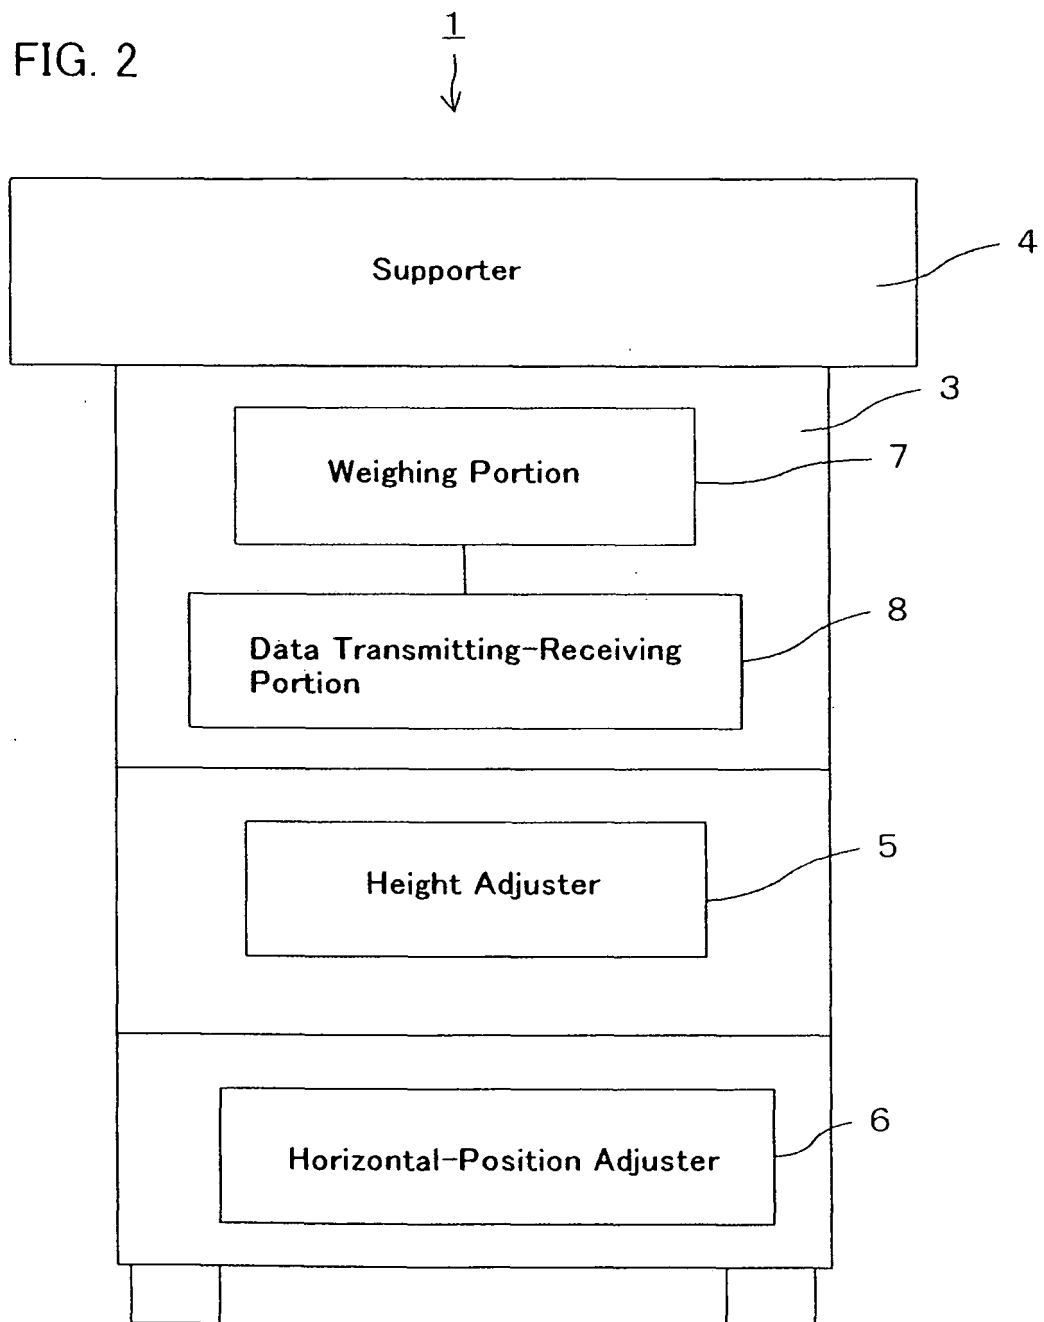 1
FIG. 2
Supporter
4
3
Weighing Portion
7
Data Transmitting-Receiving
Portion
8
Height Adjuster
5
Horizontal-Position Adjuster
6